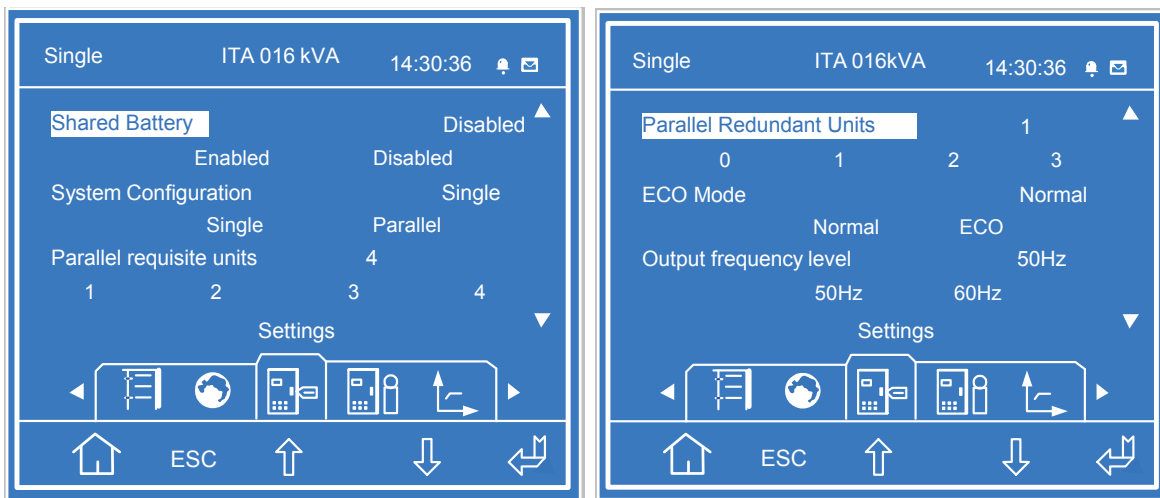 Single ITA 016 kVA 14:30:36
Shared Battery Disabled
Enabled Disabled
System Configuration Single
Single Parallel
Parallel requisite units 4
1 2 3 4
Settings
ESC
Single ITA 016kVA 14:30:36
Parallel Redundant Units 1
0 1 2 3
ECO Mode Normal
Normal ECO
Output frequency level 50Hz
50Hz 60Hz
Settings
ESC